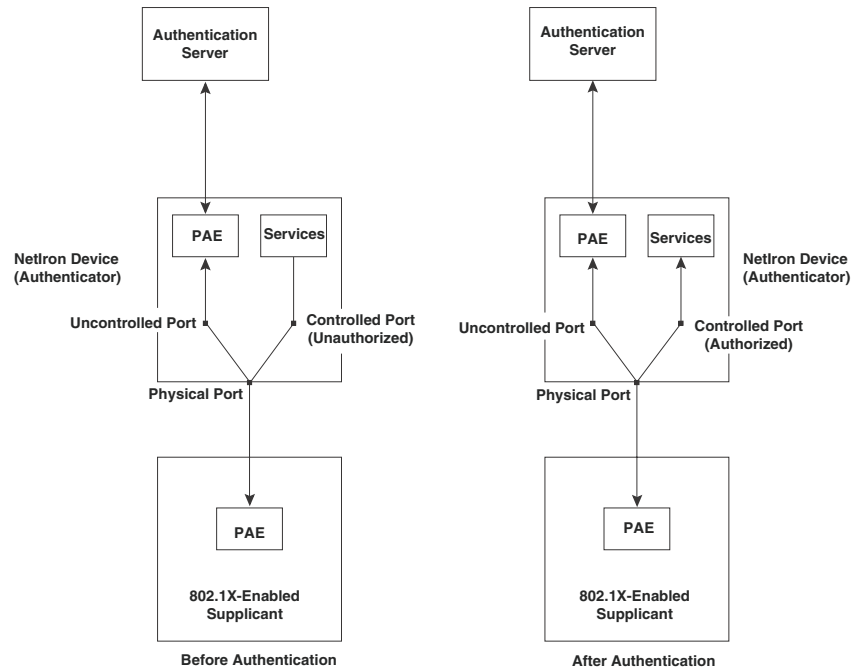 Authentication
Server
PAE
Services
NetIron Device
(Authenticator)
Uncontrolled Port
Controlled Port
(Unauthorized)
Physical Port
PAE
802.1X-Enabled
Supplicant
Before Authentication
Authentication
Server
PAE
Services
NetIron Device
(Authenticator)
Uncontrolled Port
Controlled Port
(Authorized)
Physical Port
PAE
802.1X-Enabled
Supplicant
After Authentication